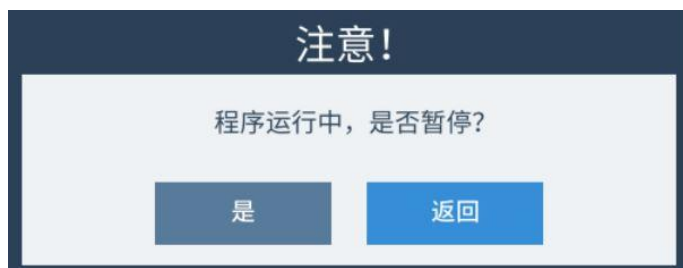 注意！
程序运行中，是否暂停？
是
返回